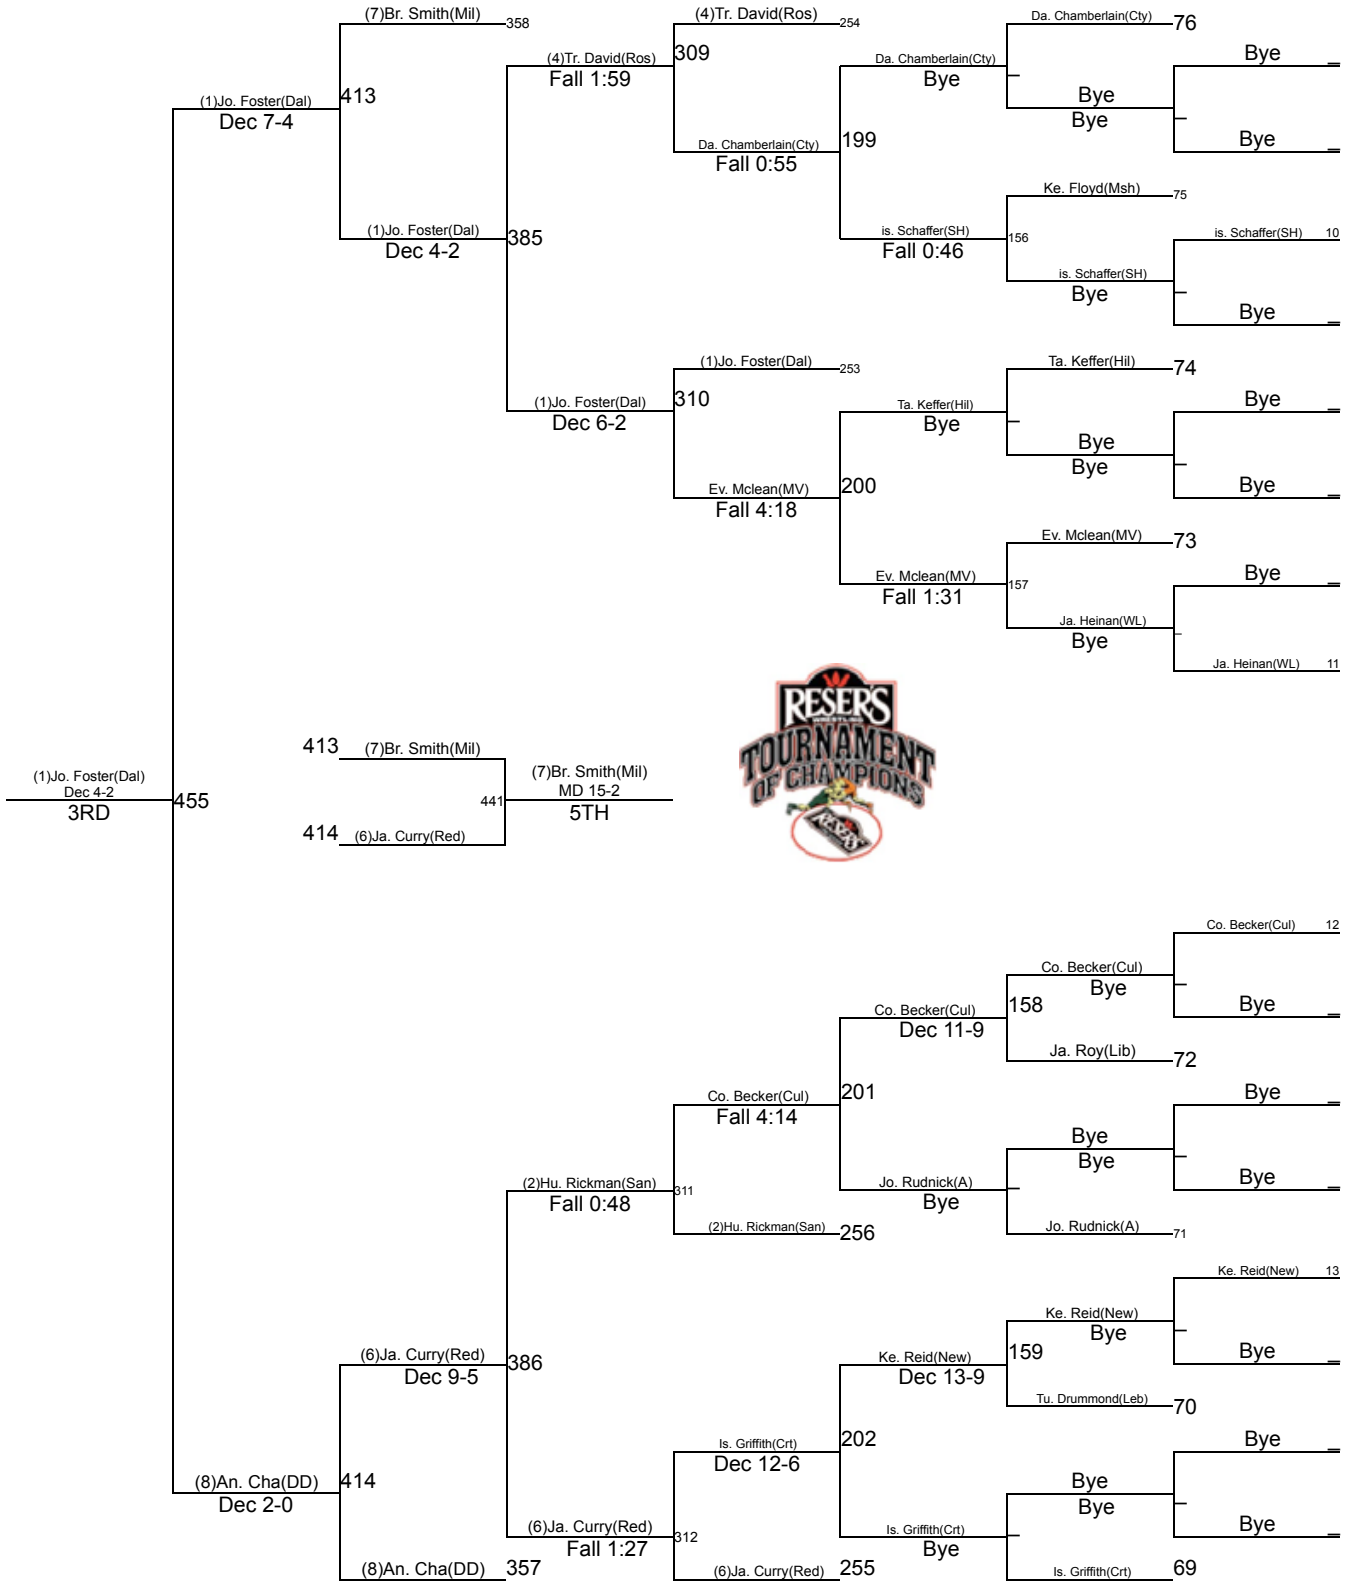 (7)Br. Smith(Mil) 358
(4)Tr. David(Ros) 254
Da. Chamberlain(Cty) 76
Bye _
(4)Tr. David(Ros) 309
Fall 1:59
Da. Chamberlain(Cty)
Bye _
(1)Jo. Foster(Dal) 413
Dec 7-4
Bye
Bye _
Da. Chamberlain(Cty) 199
Fall 0:55
Bye _
Ke. Floyd(Msh) 75
(1)Jo. Foster(Dal) 385
Dec 4-2
is. Schaffer(SH) 156
Fall 0:46
is. Schaffer(SH) 10
is. Schaffer(SH)
Bye _
Bye _
(1)Jo. Foster(Dal) 253
Ta. Keffer(Hil) 74
(1)Jo. Foster(Dal) 310
Dec 6-2
Ta. Keffer(Hil)
Bye _
Bye _
Bye
Bye _
Ev. Mclean(MV) 200
Fall 4:18
Bye _
Ev. Mclean(MV) 73
Ev. Mclean(MV) 157
Fall 1:31
Bye _
Ja. Heinan(WL)
Bye _
Ja. Heinan(WL) 11
RESER'S
WRESTLING
TOURNAMENT
OF CHAMPIONS
RESER'S
413 (7)Br. Smith(Mil)
(1)Jo. Foster(Dal)
Dec 4-2
3RD
455
441
(7)Br. Smith(Mil)
MD 15-2
5TH
414 (6)Ja. Curry(Red)
Co. Becker(Cul) 12
Co. Becker(Cul)
Bye _
Co. Becker(Cul) 158
Dec 11-9
Bye _
Ja. Roy(Lib) 72
Co. Becker(Cul) 201
Fall 4:14
Bye _
Bye
Bye _
(2)Hu. Rickman(San) 311
Fall 0:48
Jo. Rudnick(A)
Bye _
Bye _
(2)Hu. Rickman(San) 256
Jo. Rudnick(A) 71
Ke. Reid(New) 13
Ke. Reid(New)
Bye _
(6)Ja. Curry(Red) 386
Dec 9-5
Ke. Reid(New) 159
Dec 13-9
Bye _
Tu. Drummond(Leb) 70
Is. Griffith(Crt) 202
Dec 12-6
Bye _
(8)An. Cha(DD) 414
Dec 2-0
Bye
Bye _
(6)Ja. Curry(Red) 312
Fall 1:27
Is. Griffith(Crt)
Bye _
Bye _
(8)An. Cha(DD) 357
(6)Ja. Curry(Red) 255
Is. Griffith(Crt) 69